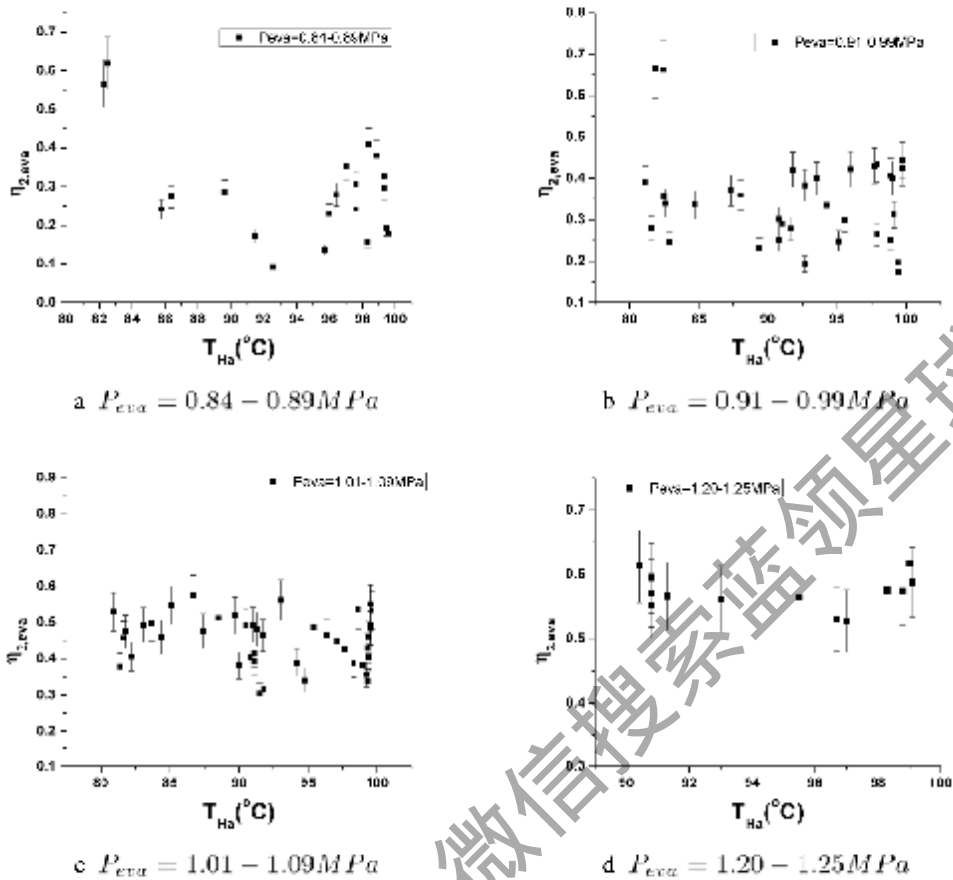 Peva=0.84-0.89MPa
η2,eva
0.7
0.6
0.5
0.4
0.3
0.2
0.1
0.0
80 82 84 86 88 90 92 94 96 98 100
THa(°C)
a Peva = 0.84 − 0.89MPa
Peva=0.91-0.99MPa
η2,eva
0.8
0.7
0.6
0.5
0.4
0.3
0.2
0.1
80 85 90 95 100
THa(°C)
b Peva = 0.91 − 0.99MPa
Peva=1.01-1.09MPa
η2,eva
0.9
0.8
0.7
0.6
0.5
0.4
0.3
0.2
0.1
80 85 90 95 100
THa(°C)
c Peva = 1.01 − 1.09MPa
Peva=1.20-1.25MPa
η2,eva
0.7
0.6
0.5
0.4
0.3
90 92 94 96 98 100
THa(°C)
d Peva = 1.20 − 1.25MPa
微信搜索蓝领星球